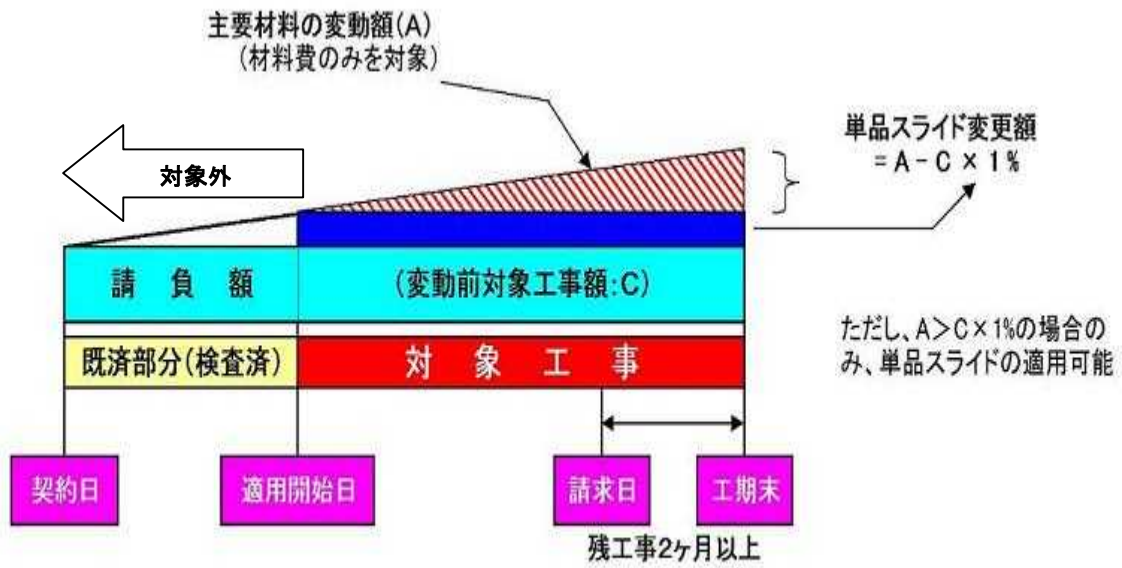 主要材料の変動額(A)
(材料費のみを対象)
単品スライド変更額
=A-C×1%
対象外
請負額
(変動前対象工事額:C)
ただし、A>C×1%の場合の
み、単品スライドの適用可能
既済部分(検査済)
対象工事
契約日
適用開始日
請求日
工期末
残工事2ヶ月以上